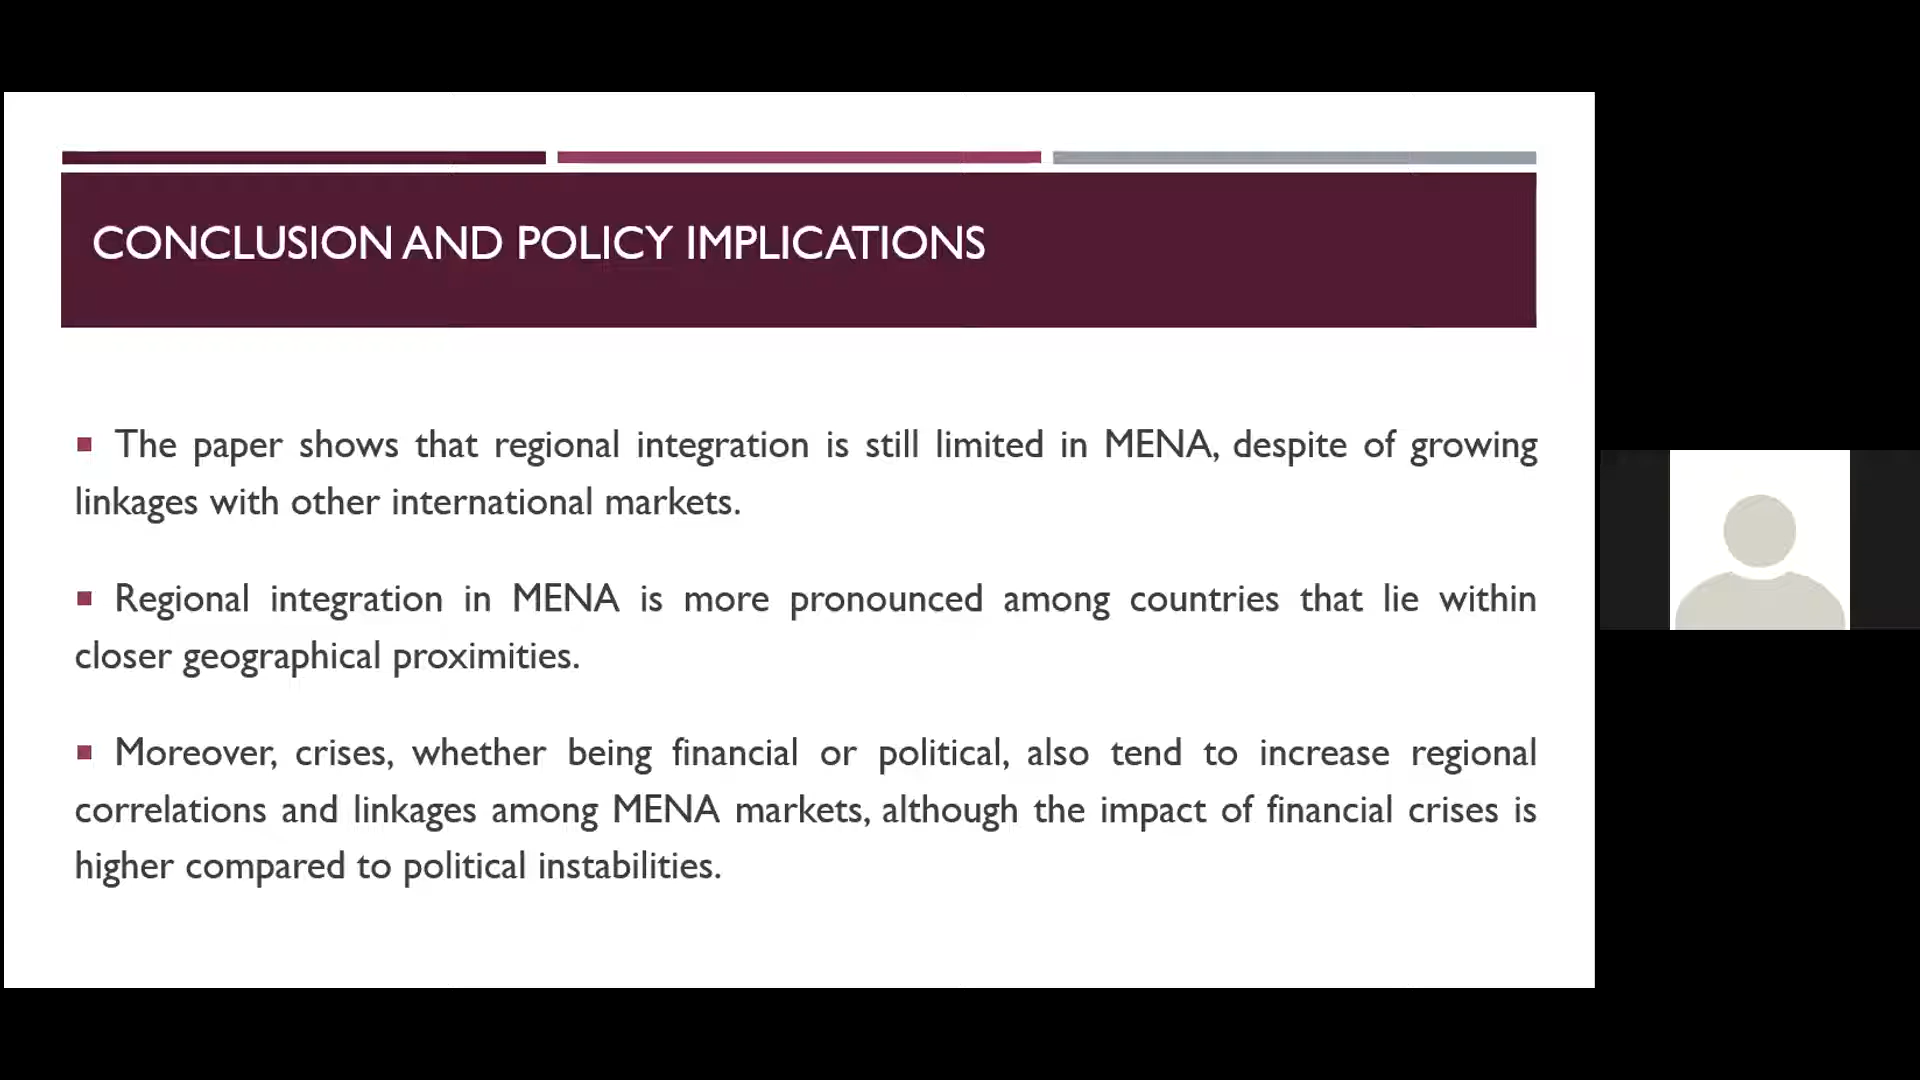 CONCLUSION AND POLICY IMPLICATIONS
The paper shows that regional integration is still limited in MENA, despite of growing
linkages with other international markets.
Regional integration in MENA is more pronounced among countries that lie within
closer geographical proximities.
Moreover, crises, whether being financial or political, also tend to increase regional
correlations and linkages among MENA markets, although the impact of financial crises is
higher compared to political instabilities.